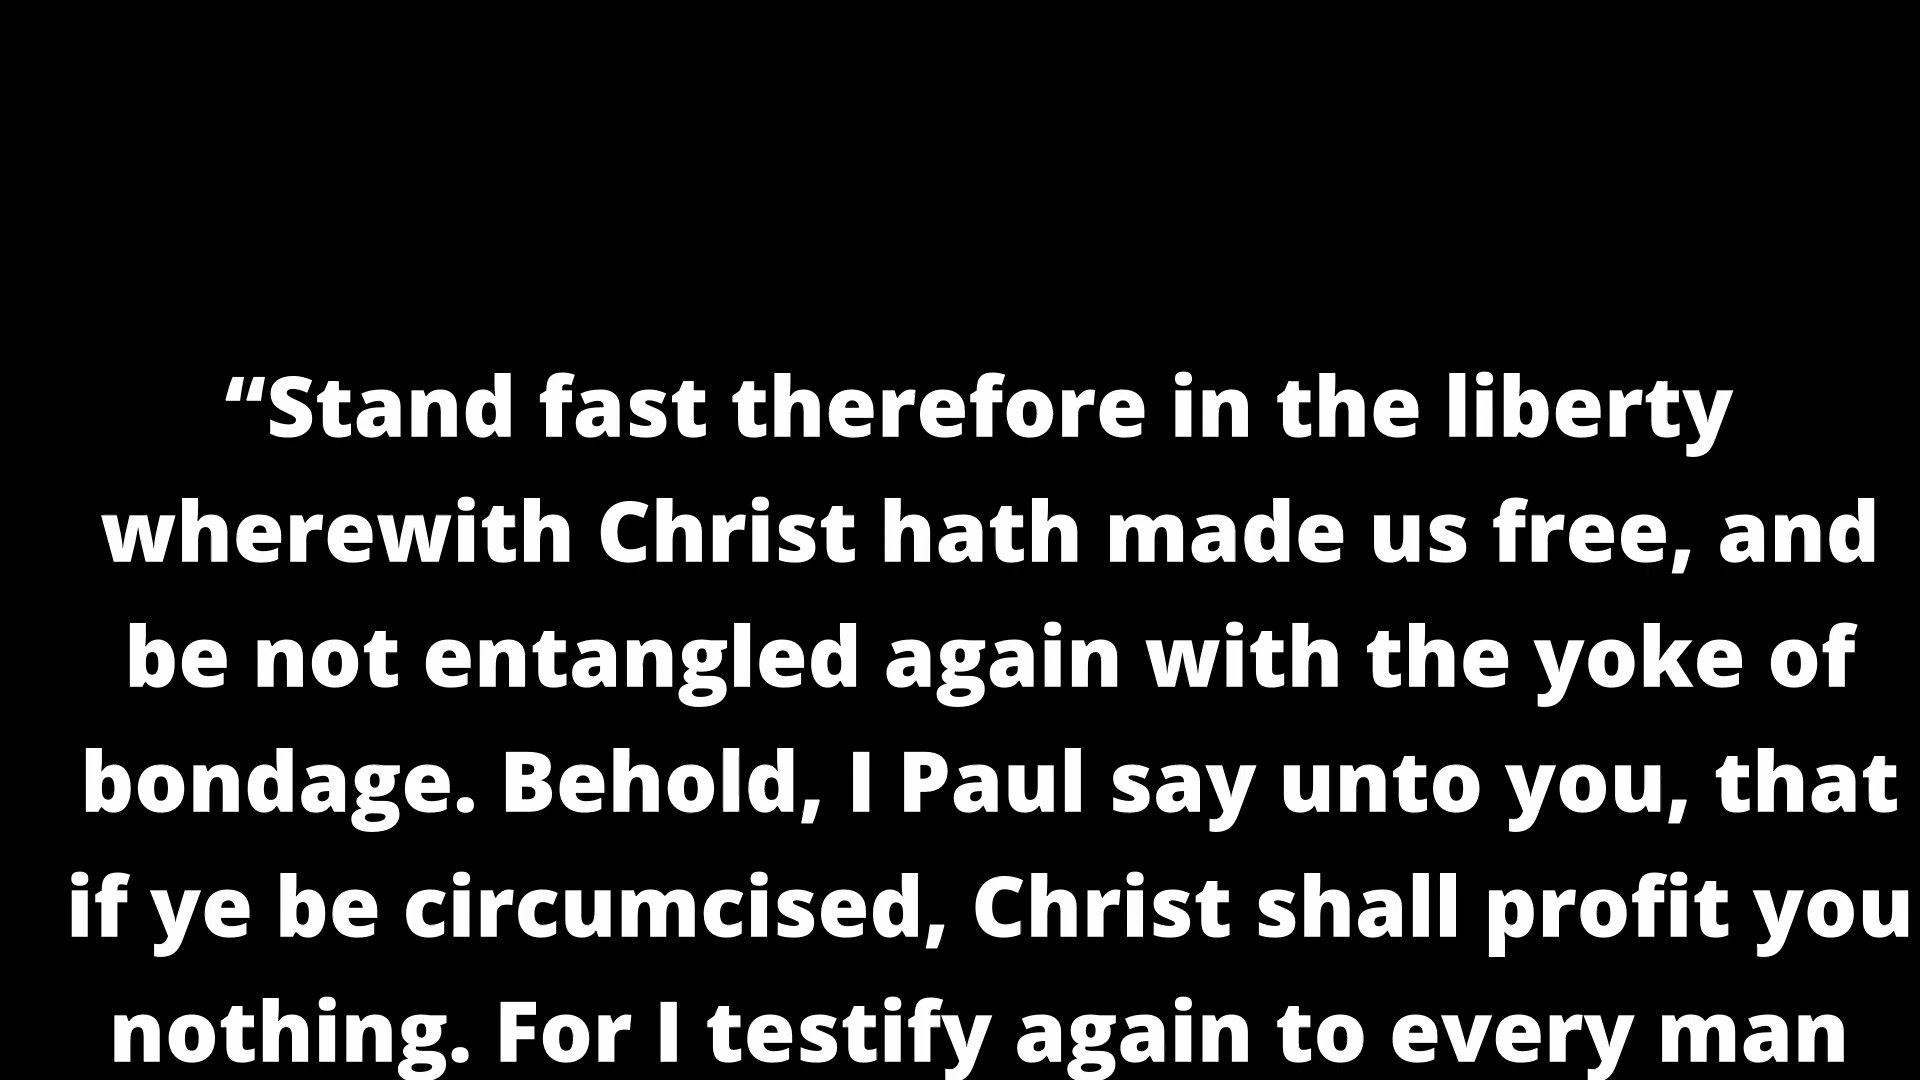 “Stand fast therefore in the liberty
wherewith Christ hath made us free, and
be not entangled again with the yoke of
bondage. Behold, I Paul say unto you, that
if ye be circumcised, Christ shall profit you
nothing. For I testify again to every man